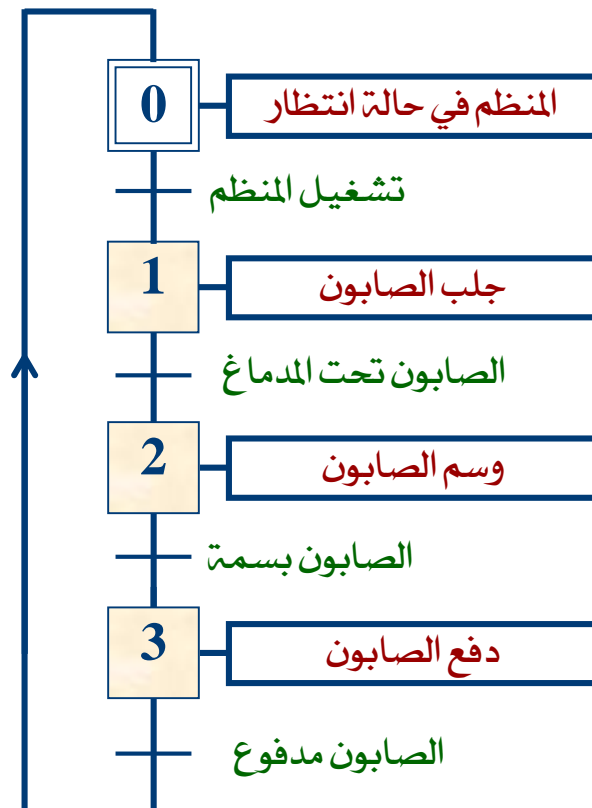 0
المنظم في حالة انتظار
تشغيل المنظم
1
جلب الصابون
الصابون تحت المدماغ
2
وسم الصابون
الصابون بسمة
3
دفع الصابون
الصابون مدفوع